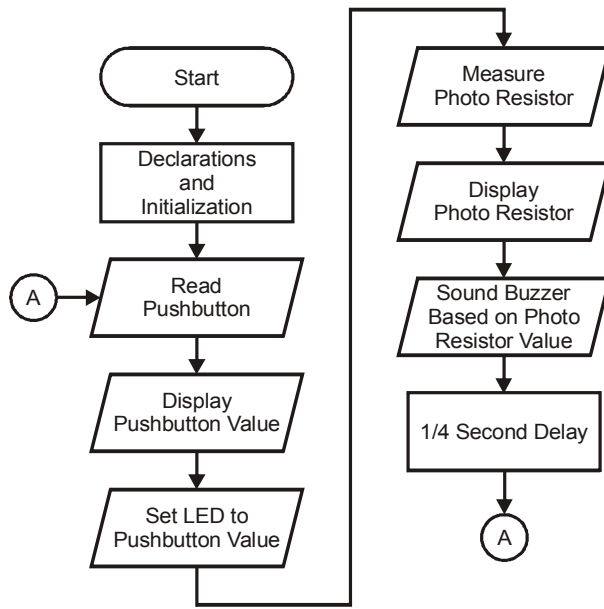 Start
Declarations
and
Initialization
A
Read
Pushbutton
Display
Pushbutton Value
Set LED to
Pushbutton Value
Measure
Photo Resistor
Display
Photo Resistor
Sound Buzzer
Based on Photo
Resistor Value
1/4 Second Delay
A